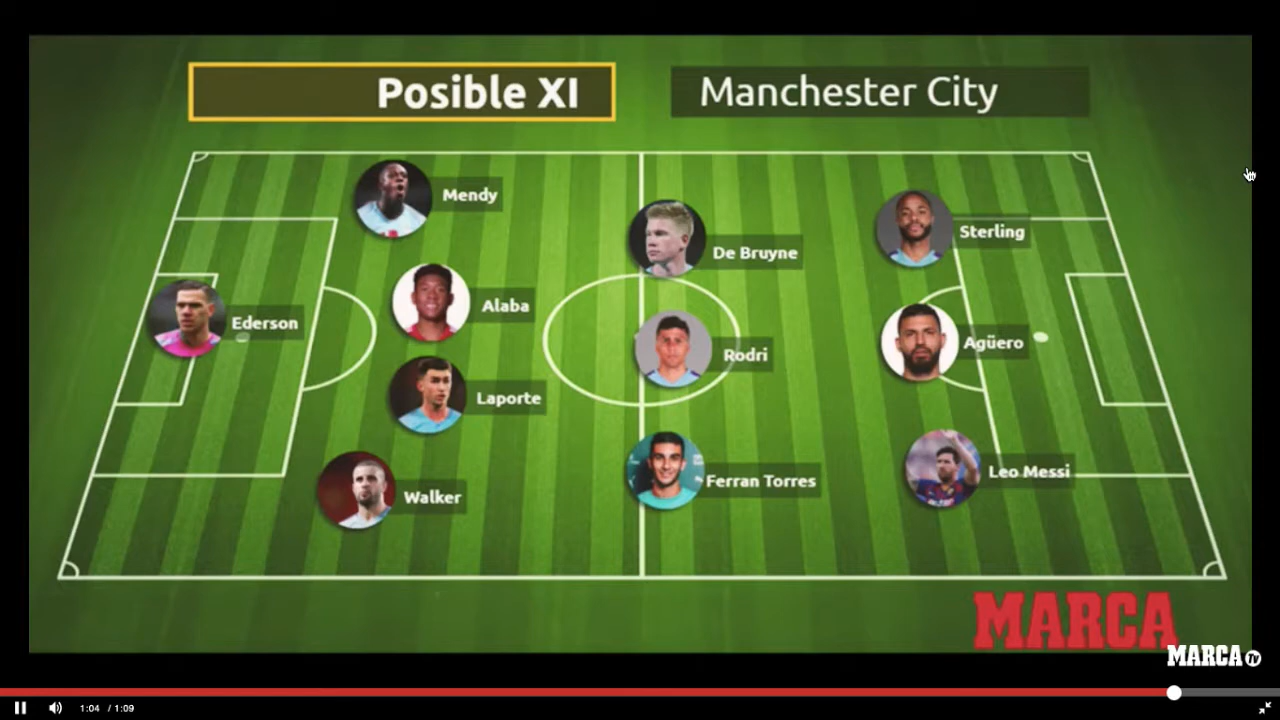 Posible XI
Manchester City
Mendy
Sterling
De Bruyne
Alaba
Ederson
Agüero
Rodri
Laporte
Leo Messi
Ferran Torres
Walker
MARCA
MARCA TV
1:04 / 1:09